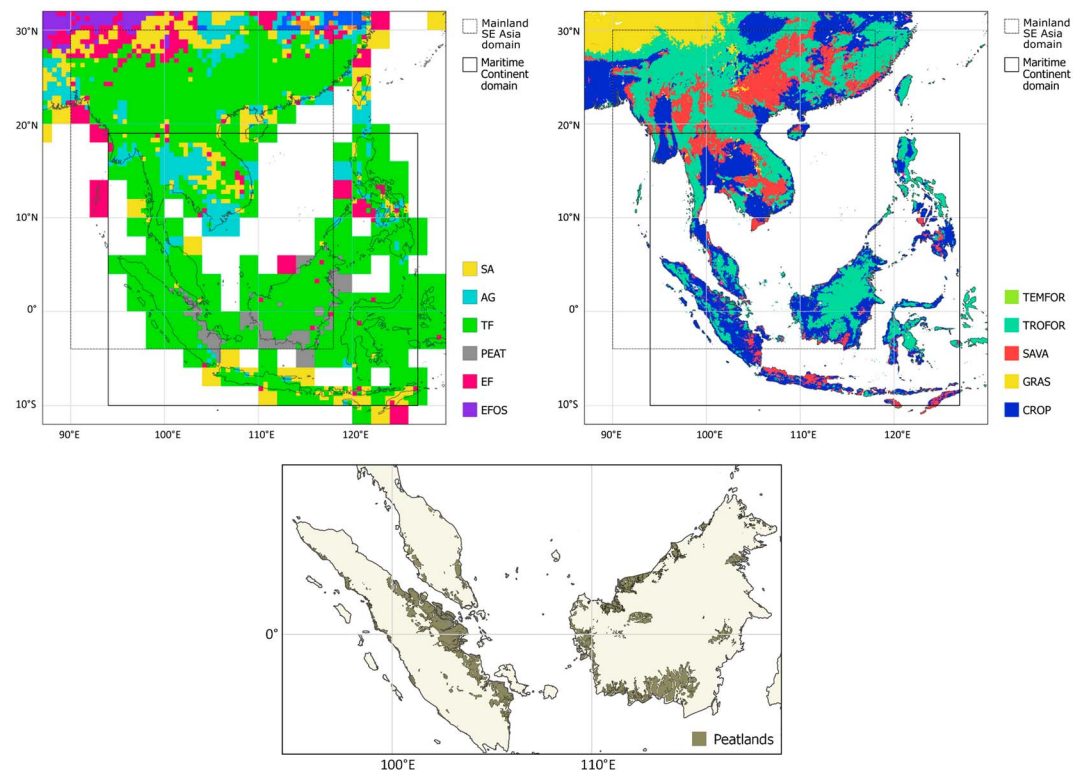 30°N
20°N
10°N
0°
10°S
90°E
100°E
110°E
120°E
Mainland
SE Asia
domain
Maritime
Continent
domain
SA
AG
TF
PEAT
EF
EFOS
30°N
20°N
10°N
0°
10°S
90°E
100°E
110°E
120°E
Mainland
SE Asia
domain
Maritime
Continent
domain
TEMFOR
TROFOR
SAVA
GRAS
CROP
0°
100°E
110°E
Peatlands